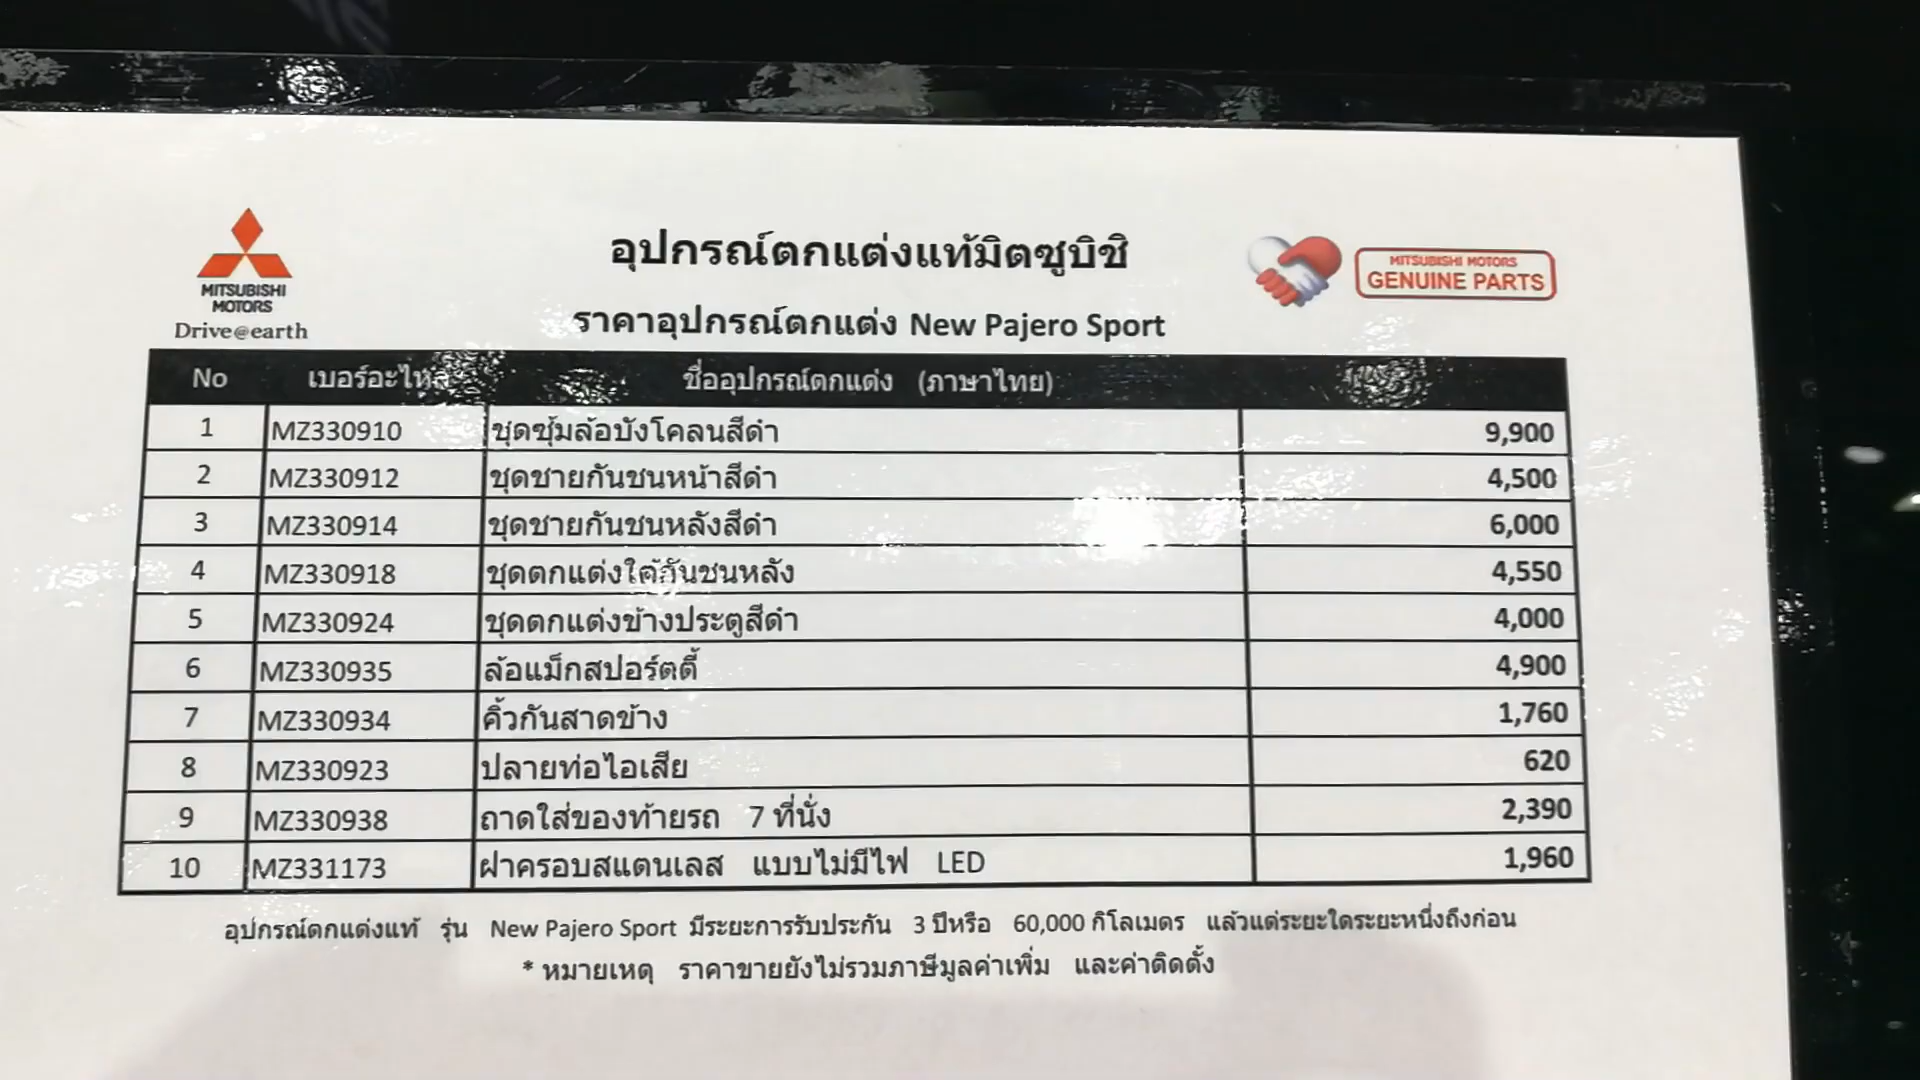 MITSUBISHI
MOTORS
Drive@earth
อุปกรณ์ตกแต่งแท้มิตซูบิชิ
MITSUBISHI MOTORS
GENUINE PARTS
ราคาอุปกรณ์ตกแต่ง New Pajero Sport
No เบอร์อะไหล่ ชื่ออุปกรณ์ตกแต่ง (ภาษาไทย)
1 MZ330910 ชุดซุ้มล้อบังโคลนสีดำ 9,900
2 MZ330912 ชุดชายกันชนหน้าสีดำ 4,500
3 MZ330914 ชุดชายกันชนหลังสีดำ 6,000
4 MZ330918 ชุดตกแต่งใต้กันชนหลัง 4,550
5 MZ330924 ชุดตกแต่งข้างประตูสีดำ 4,000
6 MZ330935 ล้อแม็กสปอร์ตตี้ 4,900
7 MZ330934 คิ้วกันสาดข้าง 1,760
8 MZ330923 ปลายท่อไอเสีย 620
9 MZ330938 ถาดใส่ของท้ายรถ 7 ที่นั่ง 2,390
10 MZ331173 ฝาครอบสแตนเลส แบบไม่มีไฟ LED 1,960
อุปกรณ์ตกแต่งแท้ รุ่น New Pajero Sport มีระยะการรับประกัน 3 ปีหรือ 60,000 กิโลเมตร แล้วแต่ระยะใดระยะหนึ่งถึงก่อน
* หมายเหตุ ราคาขายยังไม่รวมภาษีมูลค่าเพิ่ม และค่าติดตั้ง